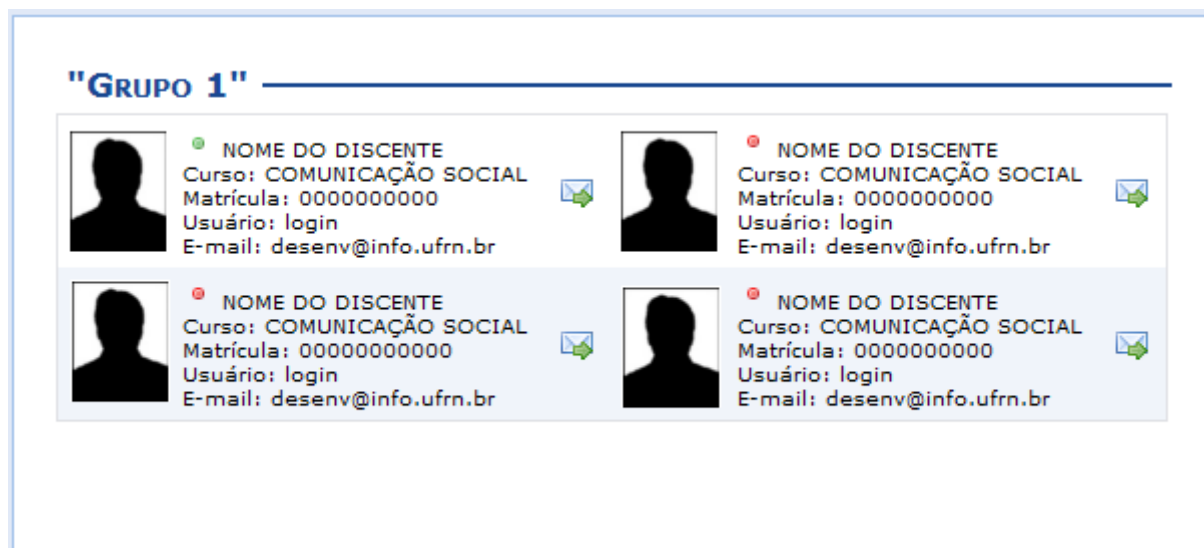 "Grupo 1"
NOME DO DISCENTE
Curso: COMUNICAÇÃO SOCIAL
Matrícula: 0000000000
Usuário: login
E-mail: desenv@info.ufrn.br
NOME DO DISCENTE
Curso: COMUNICAÇÃO SOCIAL
Matrícula: 0000000000
Usuário: login
E-mail: desenv@info.ufrn.br
NOME DO DISCENTE
Curso: COMUNICAÇÃO SOCIAL
Matrícula: 00000000000
Usuário: login
E-mail: desenv@info.ufrn.br
NOME DO DISCENTE
Curso: COMUNICAÇÃO SOCIAL
Matrícula: 0000000000
Usuário: login
E-mail: desenv@info.ufrn.br